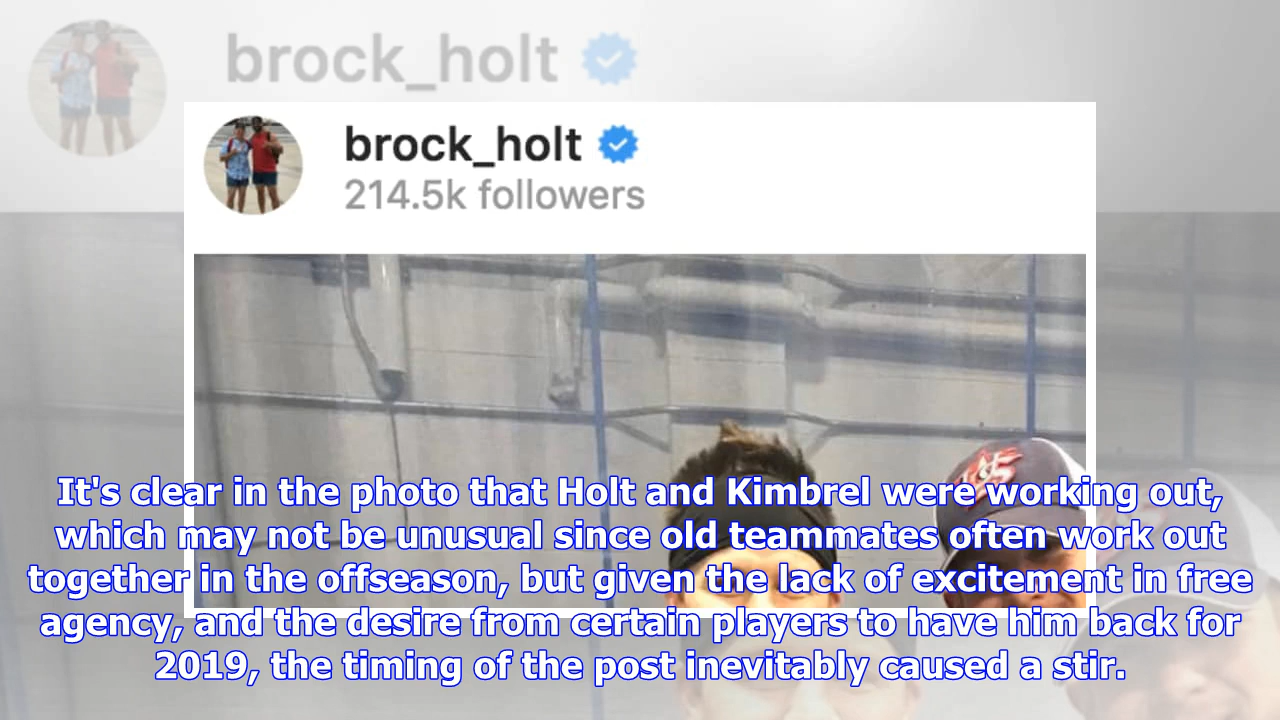 brock_holt
brock_holt
214.5k followers
It's clear in the photo that Holt and Kimbrel were working out,
which may not be unusual since old teammates often work out
together in the offseason, but given the lack of excitement in free
agency, and the desire from certain players to have him back for
2019, the timing of the post inevitably caused a stir.